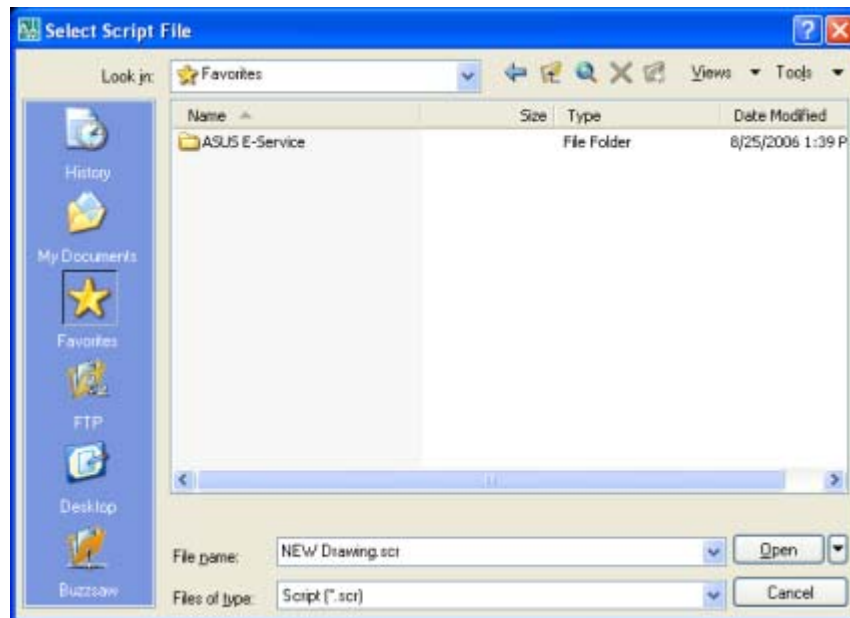 Select Script File
Look in: Favorites Views Tools
Name Size Type Date Modified
ASUS E-Service File Folder 8/25/2006 1:39 P
History
My Documents
Favorites
FTP
Desktop
Buzzsaw
File name: NEW Drawing.scr Open
Files of type: Script (*.scr) Cancel